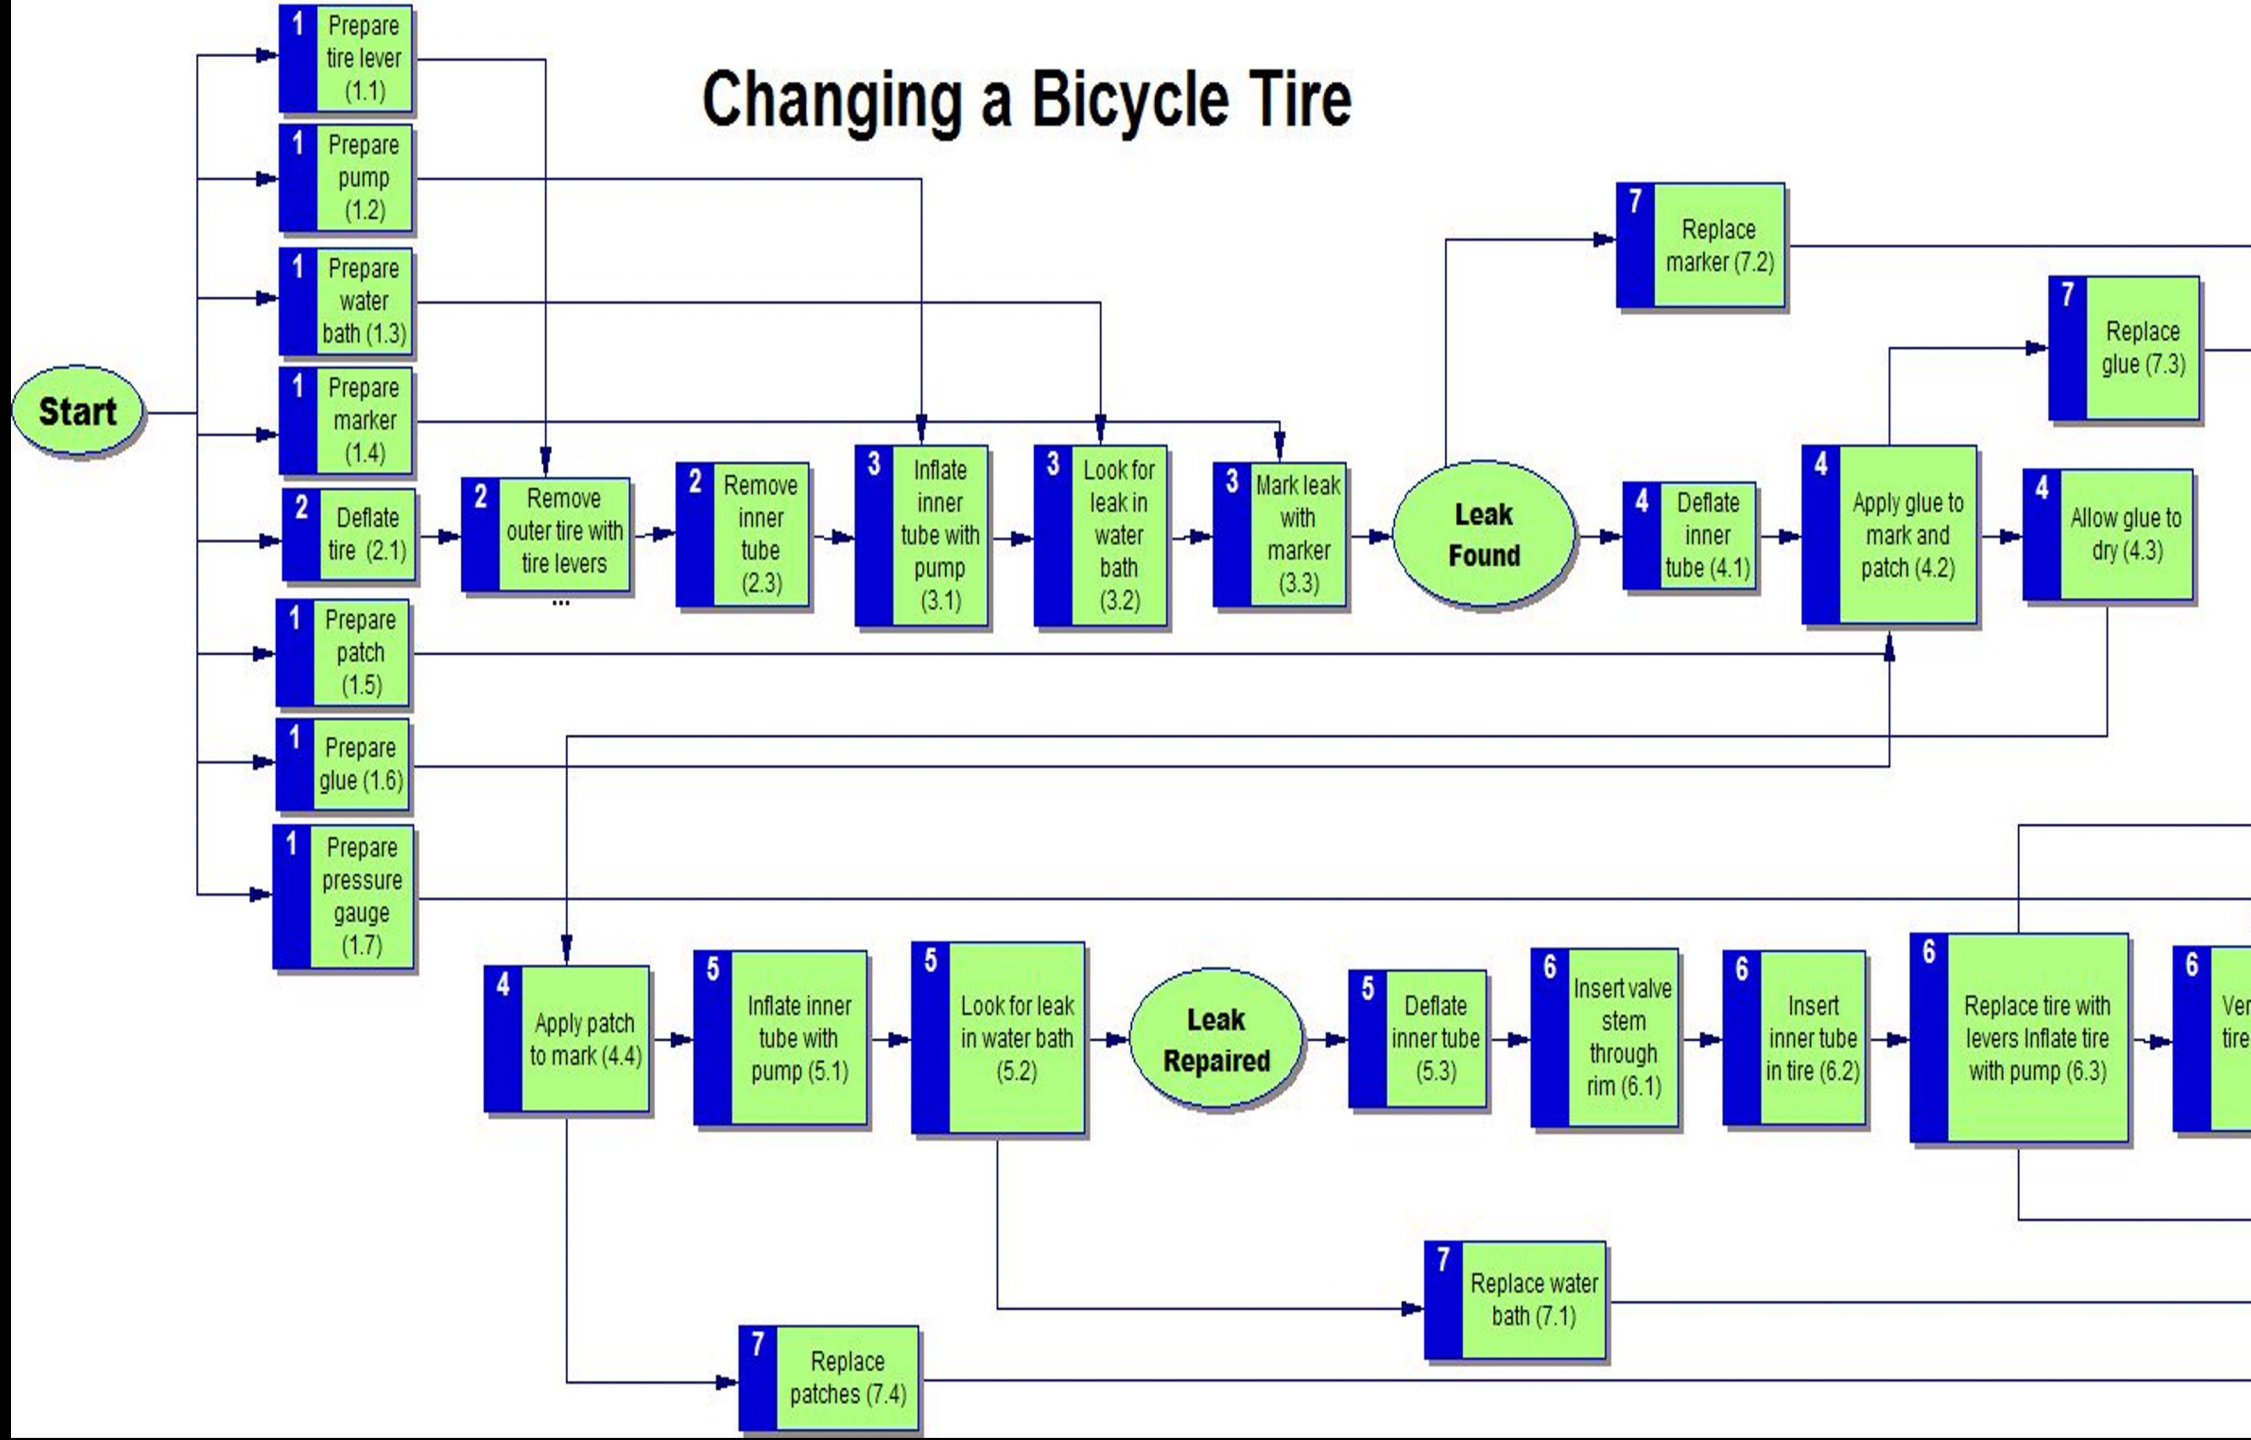 Changing a Bicycle Tire
Start
1
Prepare
tire lever
(1.1)
1
Prepare
pump
(1.2)
1
Prepare
water
bath (1.3)
1
Prepare
marker
(1.4)
2
Deflate
tire (2.1)
2
Remove
outer tire with
tire levers
...
2
Remove
inner
tube
(2.3)
3
Inflate
inner
tube with
pump
(3.1)
3
Look for
leak in
water
bath
(3.2)
3
Mark leak
with
marker
(3.3)
Leak
Found
7
Replace
marker (7.2)
4
Deflate
inner
tube (4.1)
4
Apply glue to
mark and
patch (4.2)
7
Replace
glue (7.3)
4
Allow glue to
dry (4.3)
1
Prepare
patch
(1.5)
1
Prepare
glue (1.6)
1
Prepare
pressure
gauge
(1.7)
4
Apply patch
to mark (4.4)
5
Inflate inner
tube with
pump (5.1)
5
Look for leak
in water bath
(5.2)
Leak
Repaired
5
Deflate
inner tube
(5.3)
6
Insert valve
stem
through
rim (6.1)
6
Insert
inner tube
in tire (6.2)
6
Replace tire with
levers Inflate tire
with pump (6.3)
6
Ver
tire
7
Replace water
bath (7.1)
7
Replace
patches (7.4)